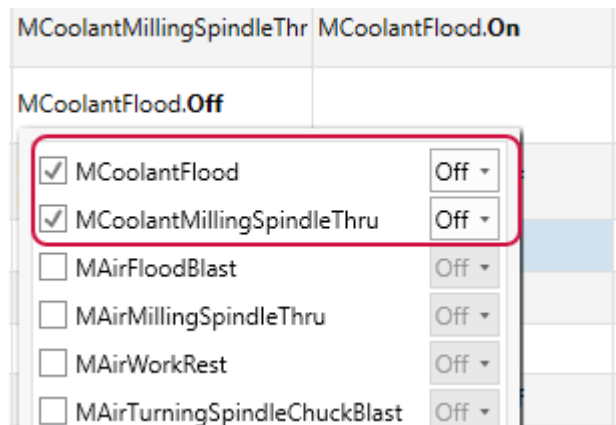 MCoolantMillingSpindleThr MCoolantFlood.On
MCoolantFlood.Off
MCoolantFlood Off
MCoolantMillingSpindleThru Off
MAirFloodBlast Off
MAirMillingSpindleThru Off
MAirWorkRest Off
MAirTurningSpindleChuckBlast Off